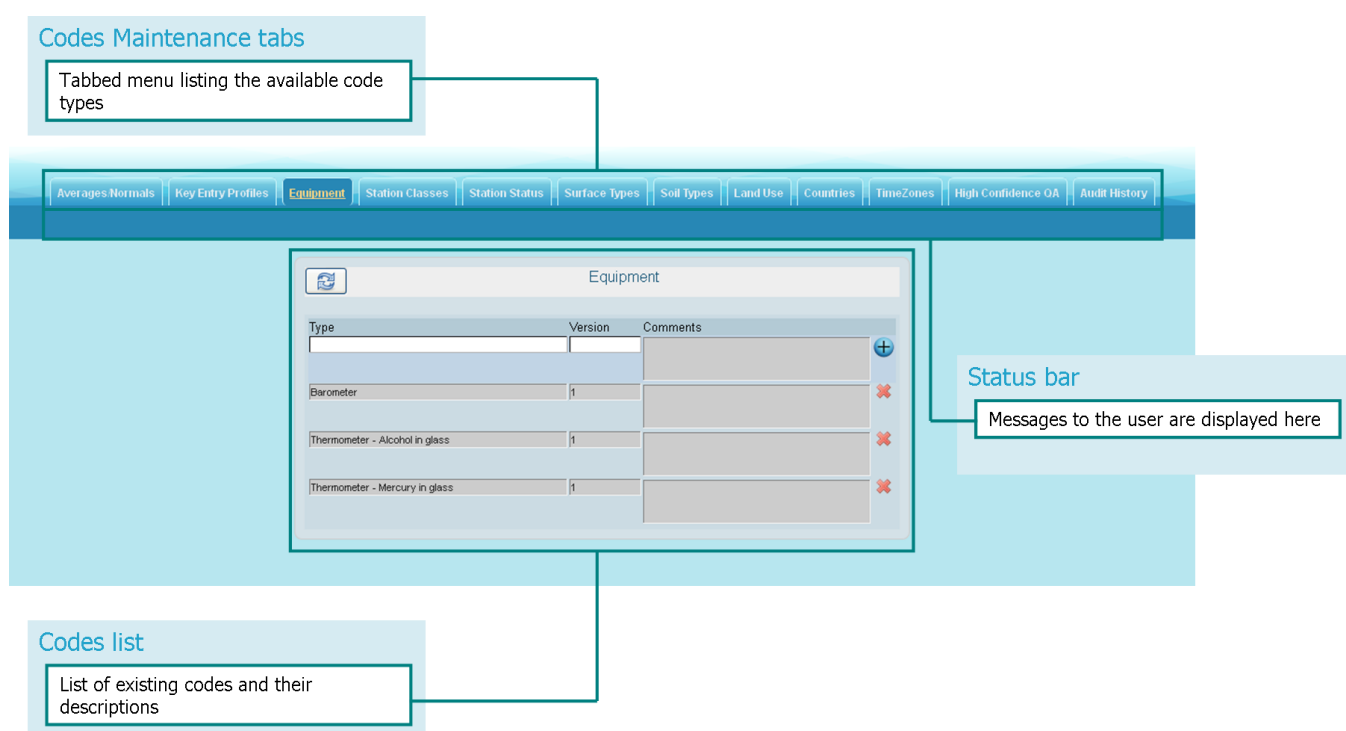 Codes Maintenance tabs
Tabbed menu listing the available code
types
Averages/Normals Key Entry Profiles Equipment Station Classes Station Status Surface Types Soil Types Land Use Countries TimeZones High Confidence QA Audit History
Equipment
Type Version Comments
Barometer 1
Thermometer - Alcohol in glass 1
Thermometer - Mercury in glass 1
Status bar
Messages to the user are displayed here
Codes list
List of existing codes and their
descriptions